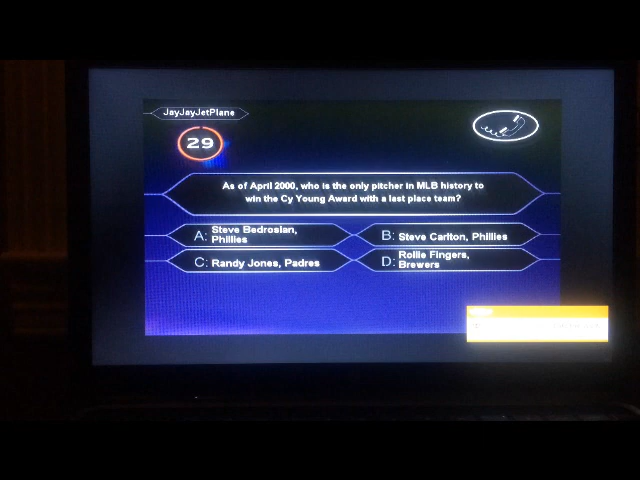 JayJayJetPlane
29
As of April 2000, who is the only pitcher in MLB history to
win the Cy Young Award with a last place team?
A: Steve Bedrosian,
Phillies
B: Steve Carlton, Phillies
C: Randy Jones, Padres
D: Rollie Fingers,
Brewers